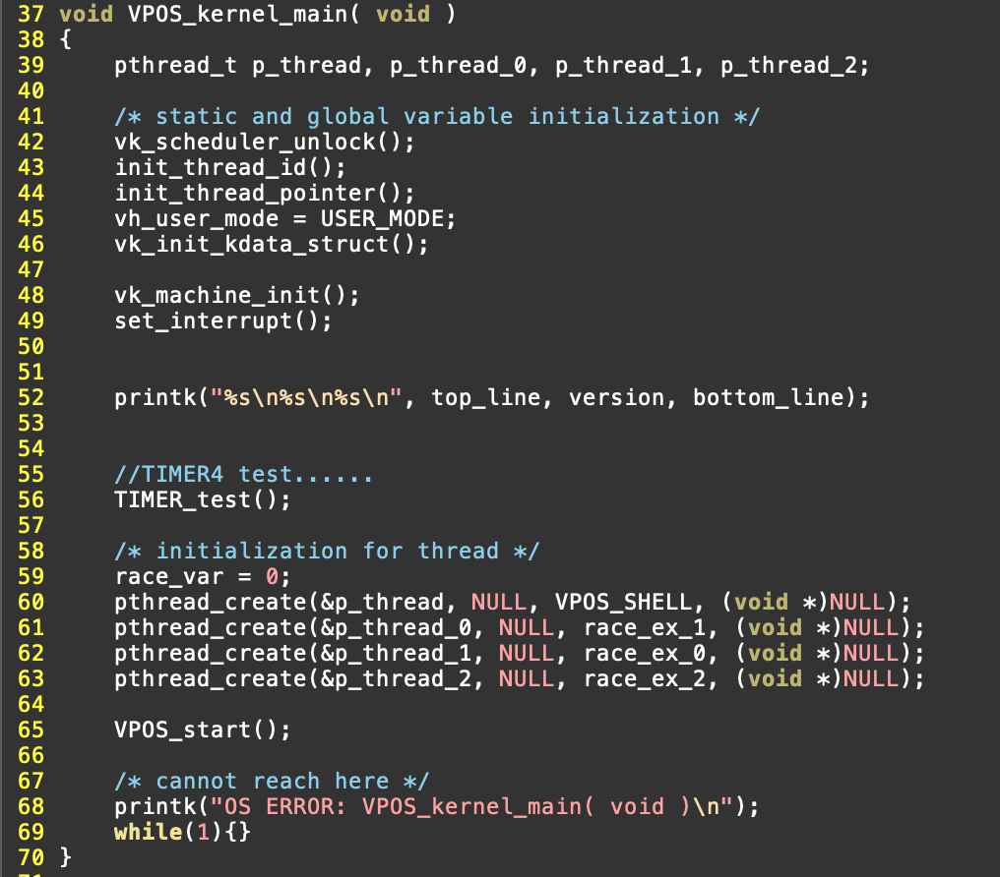 37 void VPOS_kernel_main( void )
38 {
39     pthread_t p_thread, p_thread_0, p_thread_1, p_thread_2;
40
41     /* static and global variable initialization */
42     vk_scheduler_unlock();
43     init_thread_id();
44     init_thread_pointer();
45     vh_user_mode = USER_MODE;
46     vk_init_kdata_struct();
47
48     vk_machine_init();
49     set_interrupt();
50
51
52     printk("%s\n%s\n%s\n", top_line, version, bottom_line);
53
54
55     //TIMER4 test......
56     TIMER_test();
57
58     /* initialization for thread */
59     race_var = 0;
60     pthread_create(&p_thread, NULL, VPOS_SHELL, (void *)NULL);
61     pthread_create(&p_thread_0, NULL, race_ex_1, (void *)NULL);
62     pthread_create(&p_thread_1, NULL, race_ex_0, (void *)NULL);
63     pthread_create(&p_thread_2, NULL, race_ex_2, (void *)NULL);
64
65     VPOS_start();
66
67     /* cannot reach here */
68     printk("OS ERROR: VPOS_kernel_main( void )\n");
69     while(1){}
70 }